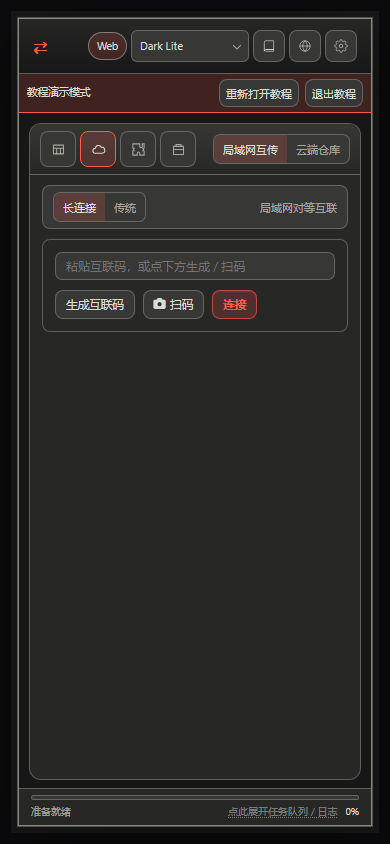 Web Dark Lite
教程演示模式 重新打开教程 退出教程
局域网互传 云端仓库
长连接 传统 局域网对等互联
粘贴互联码，或点下方生成 / 扫码
生成互联码 扫码 连接
准备就绪 点此展开任务队列 / 日志 0%